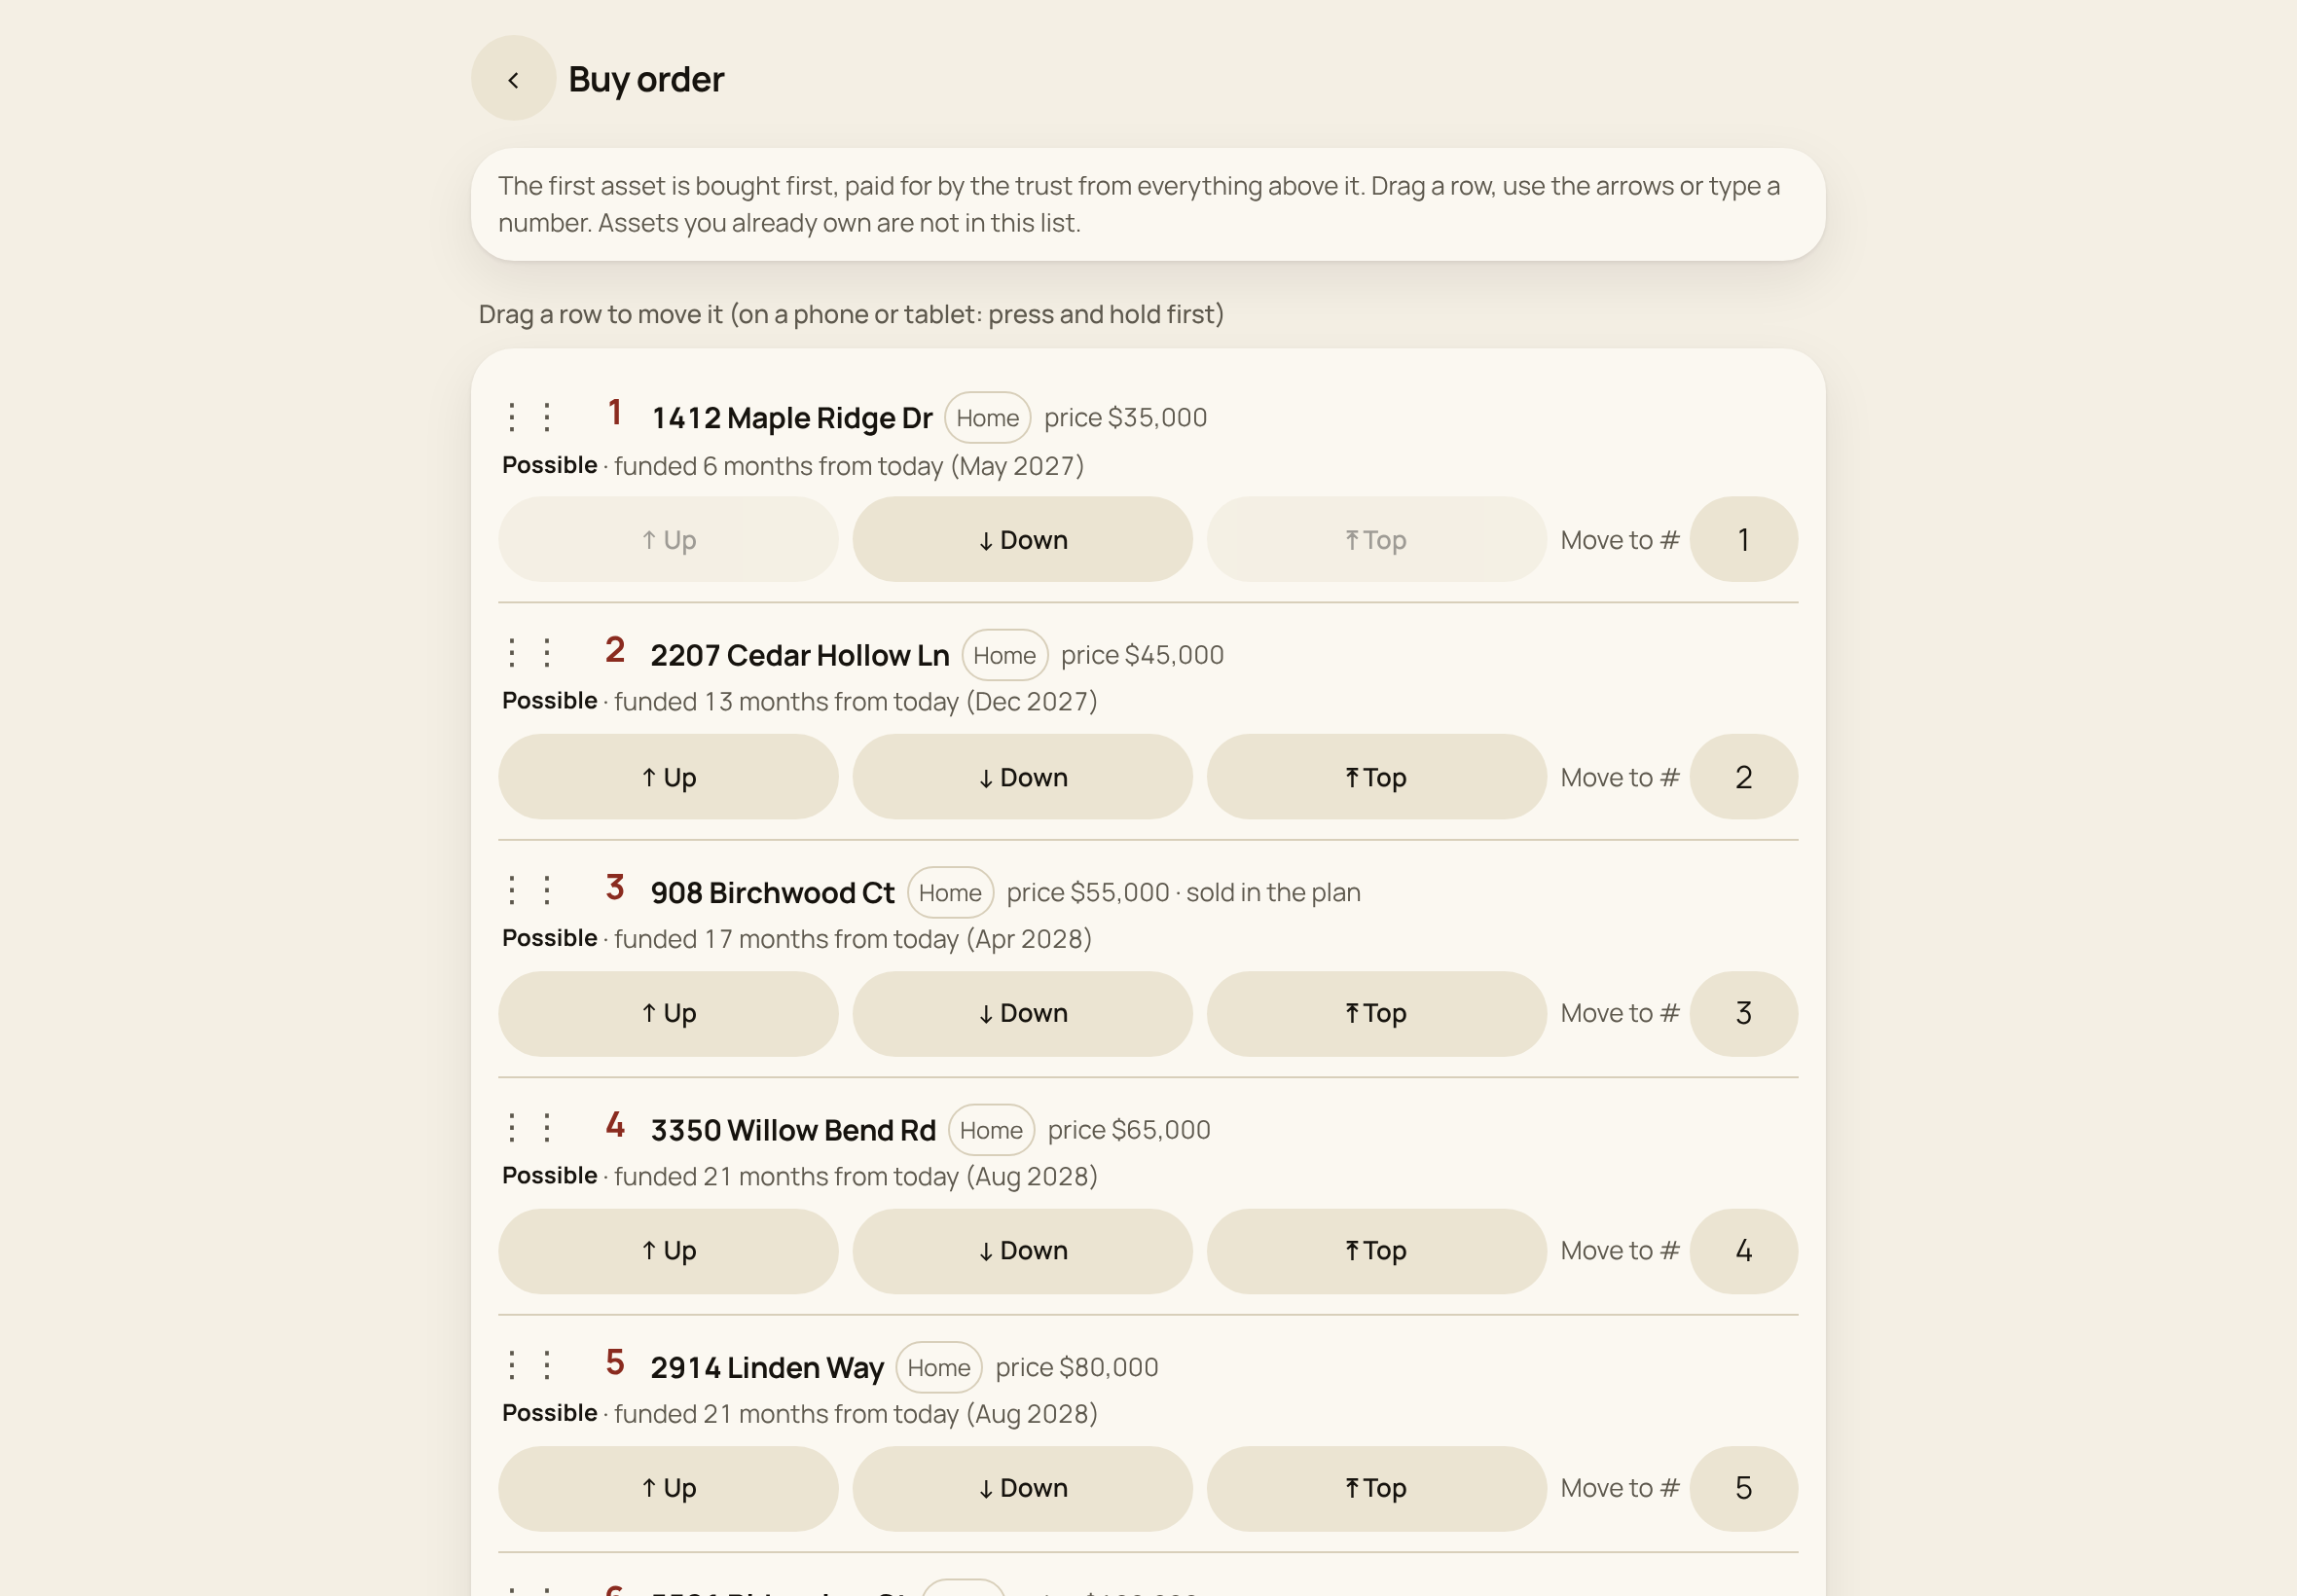 Buy order
The first asset is bought first, paid for by the trust from everything above it. Drag a row, use the arrows or type a
number. Assets you already own are not in this list.
Drag a row to move it (on a phone or tablet: press and hold first)
1 1412 Maple Ridge Dr Home price $35,000
Possible · funded 6 months from today (May 2027)
↑ Up ↓ Down ⤒ Top Move to # 1
2 2207 Cedar Hollow Ln Home price $45,000
Possible · funded 13 months from today (Dec 2027)
↑ Up ↓ Down ⤒ Top Move to # 2
3 908 Birchwood Ct Home price $55,000 · sold in the plan
Possible · funded 17 months from today (Apr 2028)
↑ Up ↓ Down ⤒ Top Move to # 3
4 3350 Willow Bend Rd Home price $65,000
Possible · funded 21 months from today (Aug 2028)
↑ Up ↓ Down ⤒ Top Move to # 4
5 2914 Linden Way Home price $80,000
Possible · funded 21 months from today (Aug 2028)
↑ Up ↓ Down ⤒ Top Move to # 5